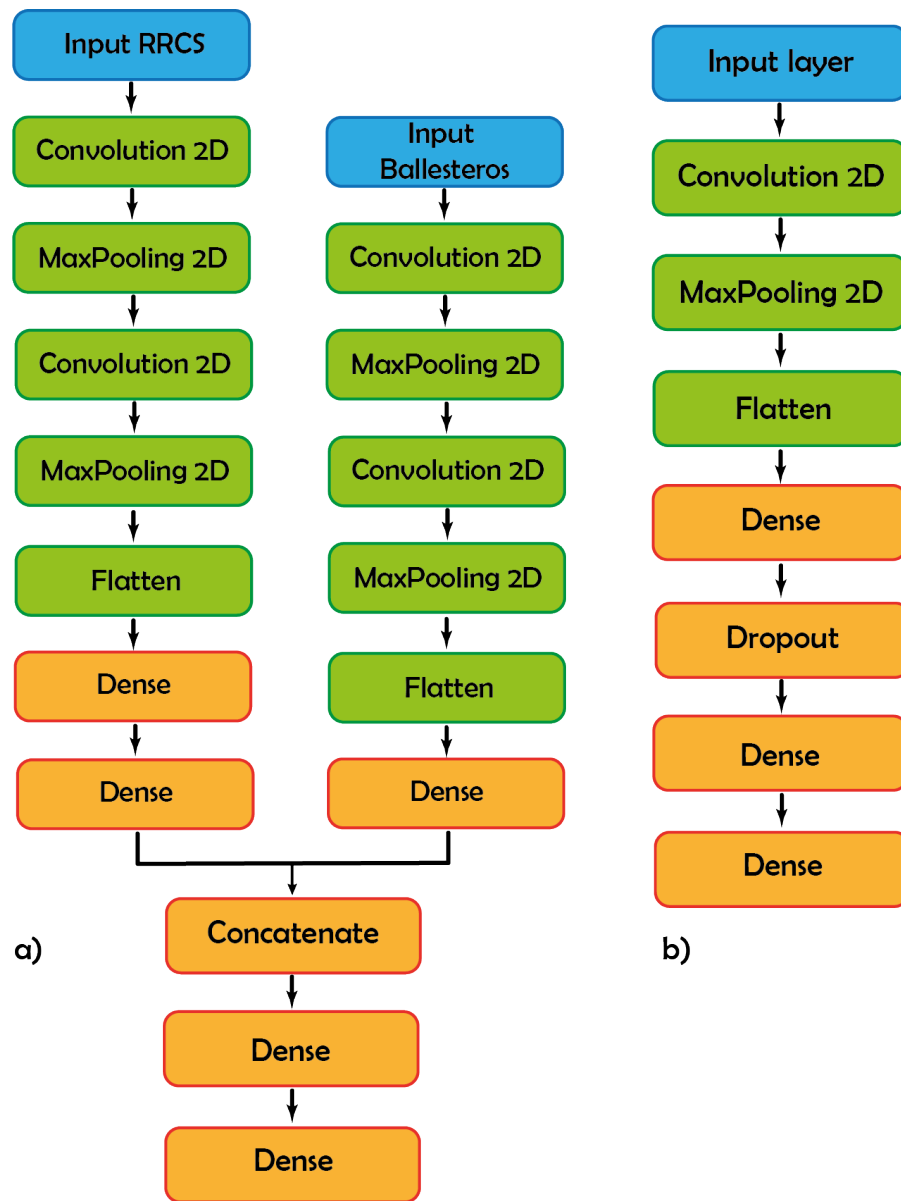 Input RRCS
Convolution 2D
MaxPooling 2D
Convolution 2D
MaxPooling 2D
Flatten
Dense
Dense
Input
Ballesteros
Convolution 2D
MaxPooling 2D
Convolution 2D
MaxPooling 2D
Flatten
Dense
Concatenate
Dense
Dense
a)
Input layer
Convolution 2D
MaxPooling 2D
Flatten
Dense
Dropout
Dense
Dense
b)